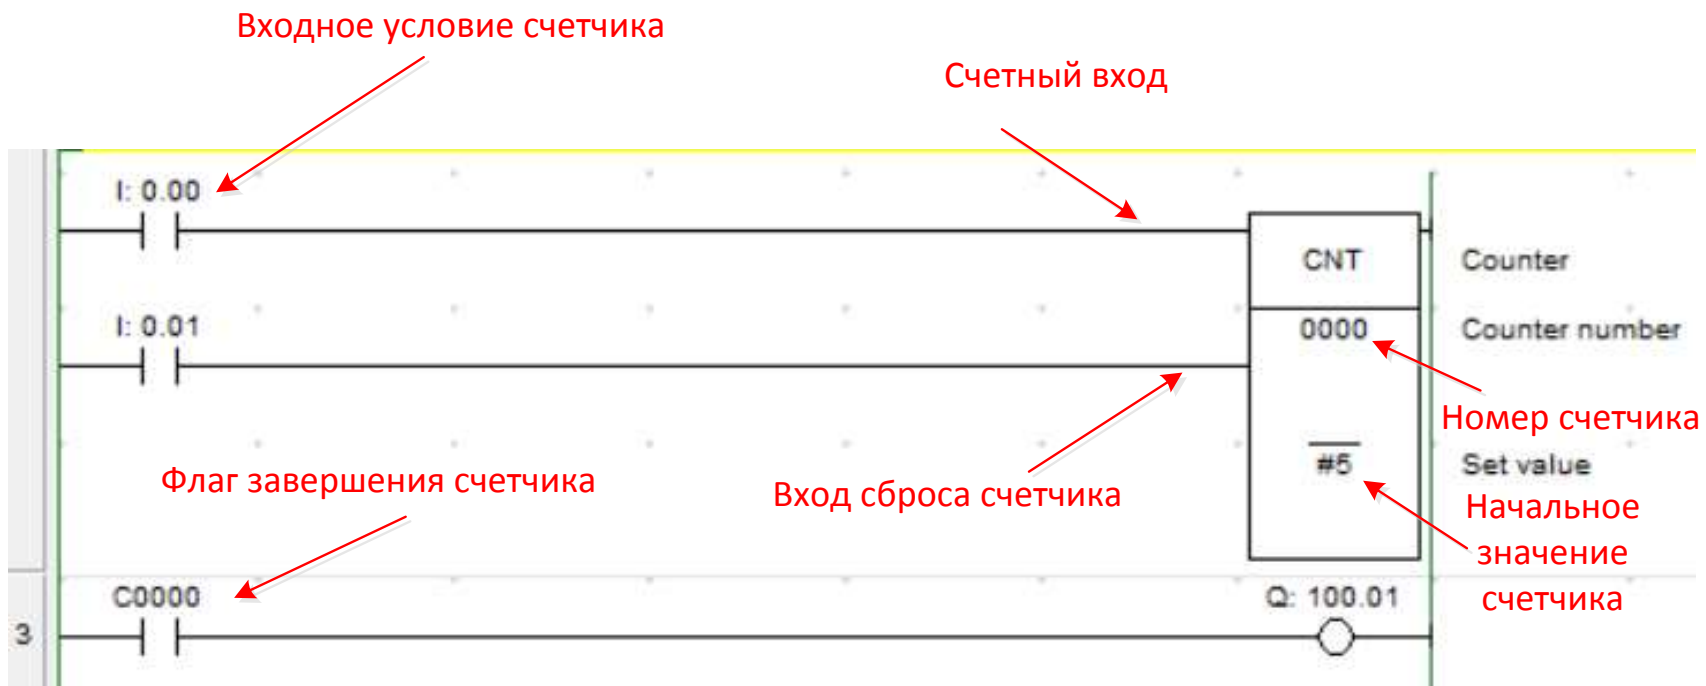 Входное условие счетчика
Счетный вход
I: 0.00
CNT
Counter
I: 0.01
0000
Counter number
Номер счетчика
#5
Set value
Флаг завершения счетчика
Вход сброса счетчика
Начальное
значение
счетчика
C0000
Q: 100.01
3